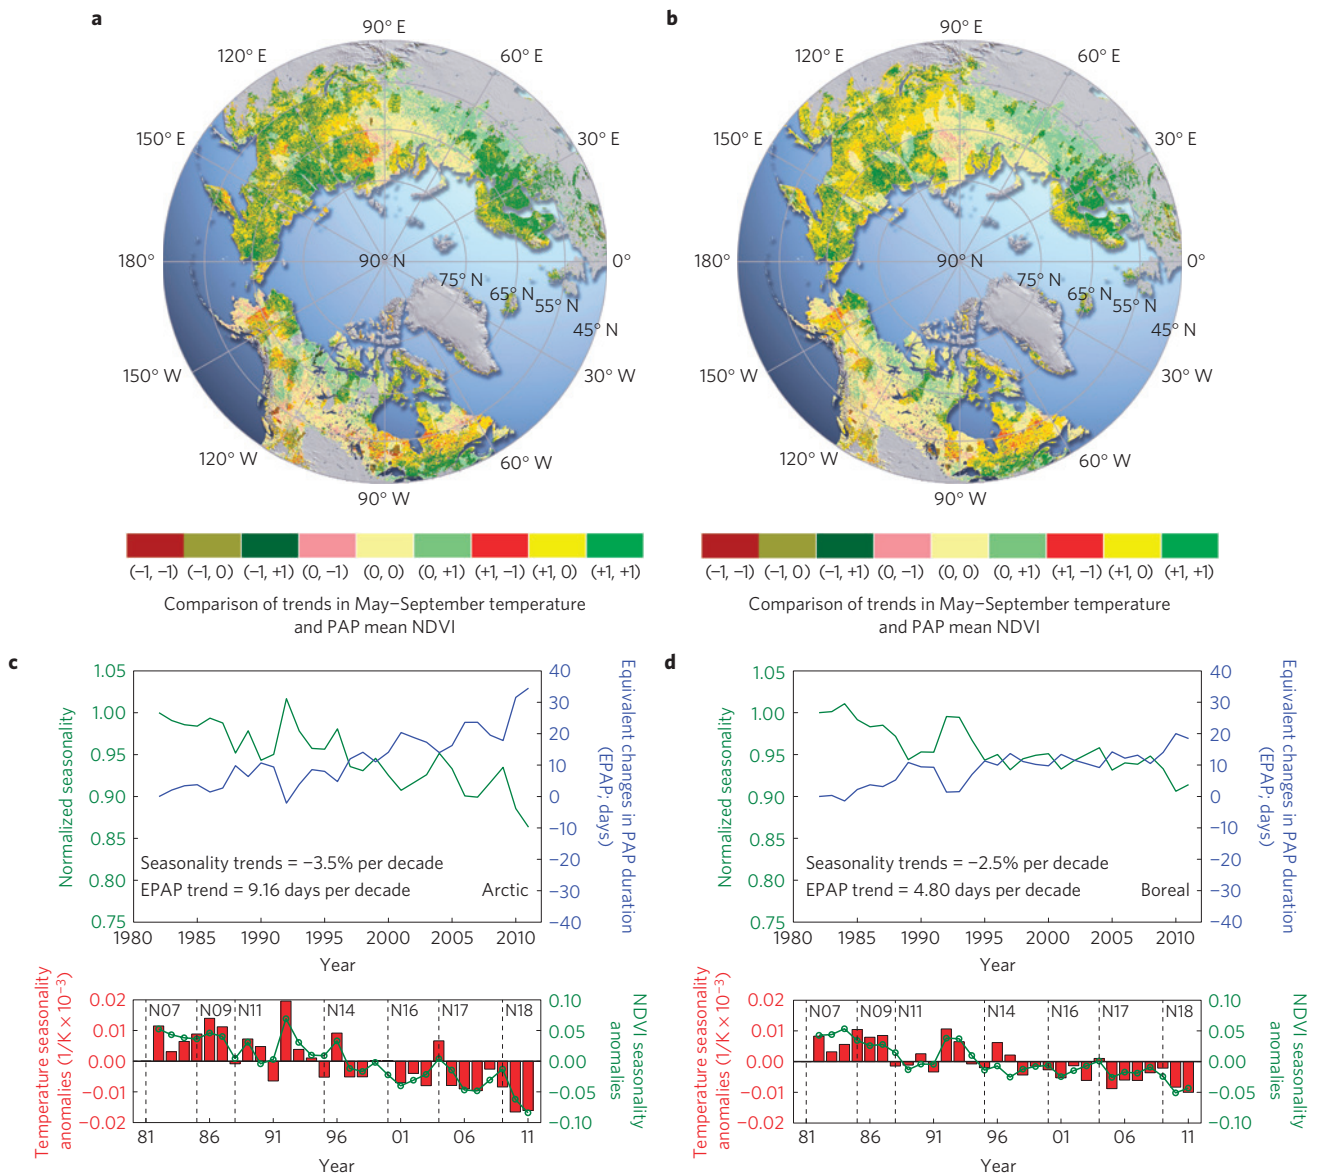 a
90° E
120° E
60° E
150° E
30° E
180°
90° N
0°
75° N
65° N
55° N
45° N
150° W
30° W
120° W
60° W
90° W
(−1, −1) (−1, 0) (−1, +1) (0, −1) (0, 0) (0, +1) (+1, −1) (+1, 0) (+1, +1)
Comparison of trends in May−September temperature
and PAP mean NDVI
b
90° E
120° E
60° E
150° E
30° E
180°
90° N
0°
75° N
65° N
55° N
45° N
150° W
30° W
120° W
60° W
90° W
(−1, −1) (−1, 0) (−1, +1) (0, −1) (0, 0) (0, +1) (+1, −1) (+1, 0) (+1, +1)
Comparison of trends in May−September temperature
and PAP mean NDVI
c
Normalized seasonality
1.05
1.00
0.95
0.90
0.85
0.80
0.75
40
30
20
10
0
−10
−20
−30
−40
Equivalent changes in PAP duration
(EPAP; days)
Seasonality trends = −3.5% per decade
EPAP trend = 9.16 days per decade
Arctic
1980 1985 1990 1995 2000 2005 2010
Year
Temperature seasonality
anomalies (1/K × 10−3)
0.02
0.01
0.00
−0.01
−0.02
N07 N09 N11 N14 N16 N17 N18
0.10
0.05
0.00
−0.05
−0.10
NDVI seasonality
anomalies
81 86 91 96 01 06 11
Year
d
Normalized seasonality
1.05
1.00
0.95
0.90
0.85
0.80
0.75
40
30
20
10
0
−10
−20
−30
−40
Equivalent changes in PAP duration
(EPAP; days)
Seasonality trends = −2.5% per decade
EPAP trend = 4.80 days per decade
Boreal
1980 1985 1990 1995 2000 2005 2010
Year
Temperature seasonality
anomalies (1/K × 10−3)
0.02
0.01
0.00
−0.01
−0.02
N07 N09 N11 N14 N16 N17 N18
0.10
0.05
0.00
−0.05
−0.10
NDVI seasonality
anomalies
81 86 91 96 01 06 11
Year